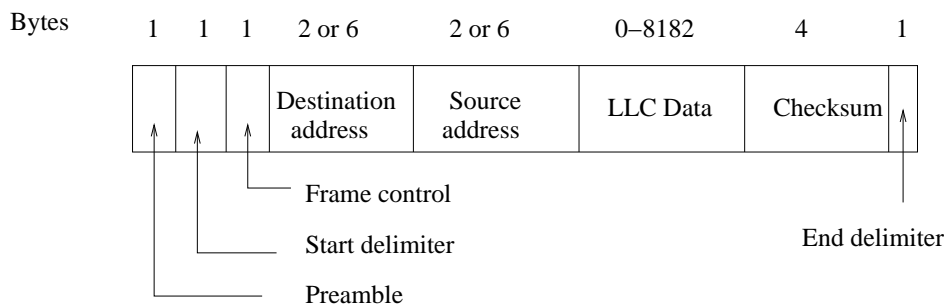 Bytes 1 1 1 2 or 6 2 or 6 0–8182 4 1
Destination address
Source address
LLC Data
Checksum
Frame control
Start delimiter
End delimiter
Preamble